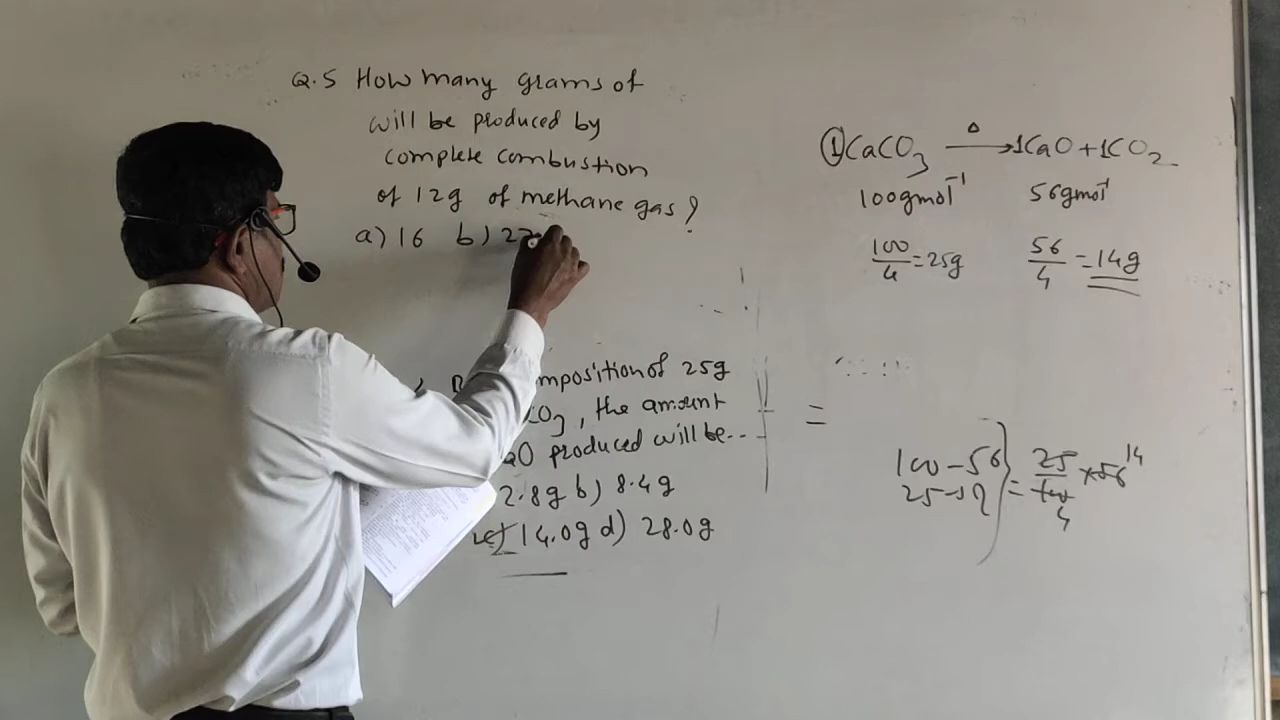 Q.5 How many grams of
will be produced by
complete combustion
of 12g of methane gas?
a) 16 b) 22
mposition of 25g
CO3, the amount
produced will be...
2.8g b) 8.4g
14.0g d) 28.0g
①CaCO3 Δ→ 1CaO+1CO2
100gmol⁻¹ 56gmol⁻¹
100/4=25g 56/4=14g
=
100-56
25-?
= 25/100×56 14
4